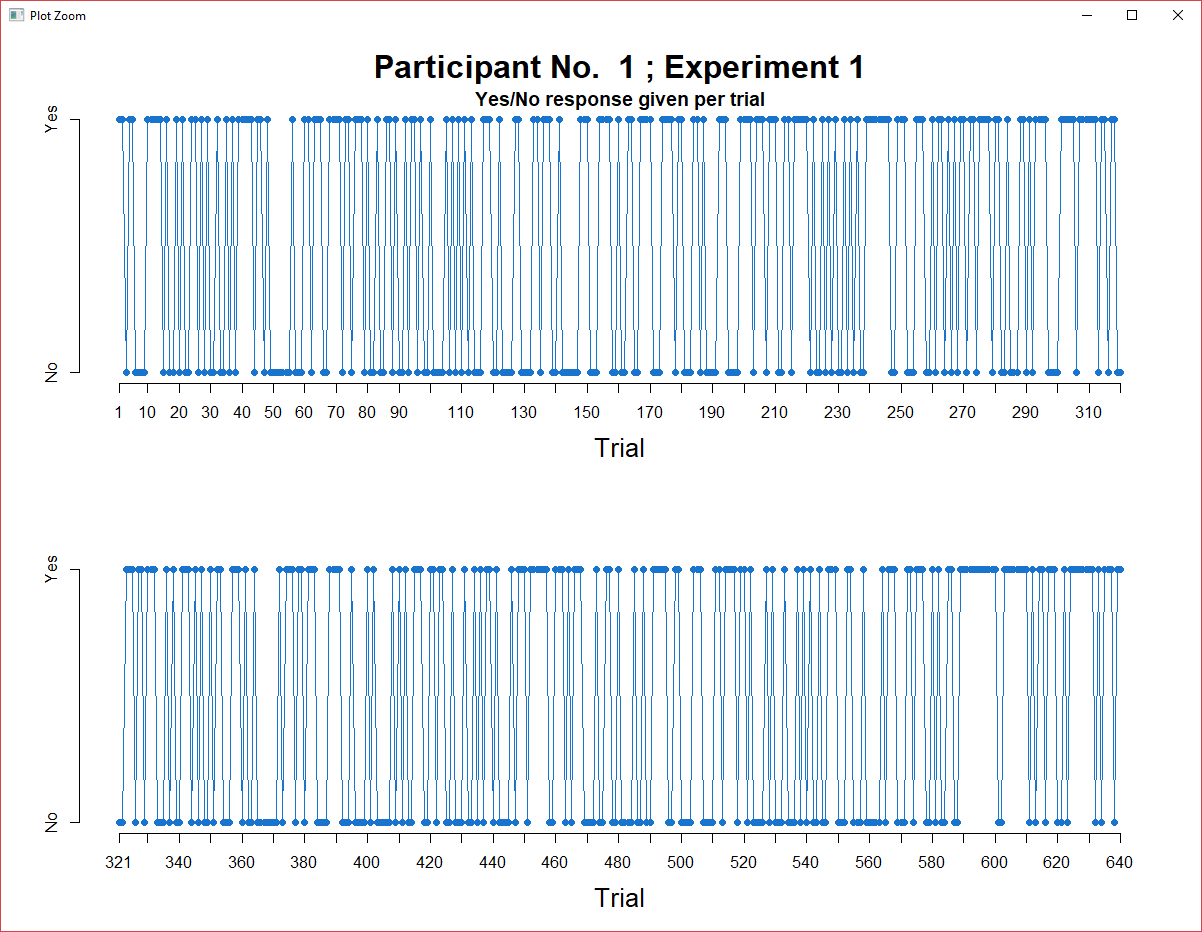 Plot Zoom
Participant No. 1 ; Experiment 1
Yes/No response given per trial
Yes
No
1 10 20 30 40 50 60 70 80 90 110 130 150 170 190 210 230 250 270 290 310
Trial
Yes
No
321 340 360 380 400 420 440 460 480 500 520 540 560 580 600 620 640
Trial